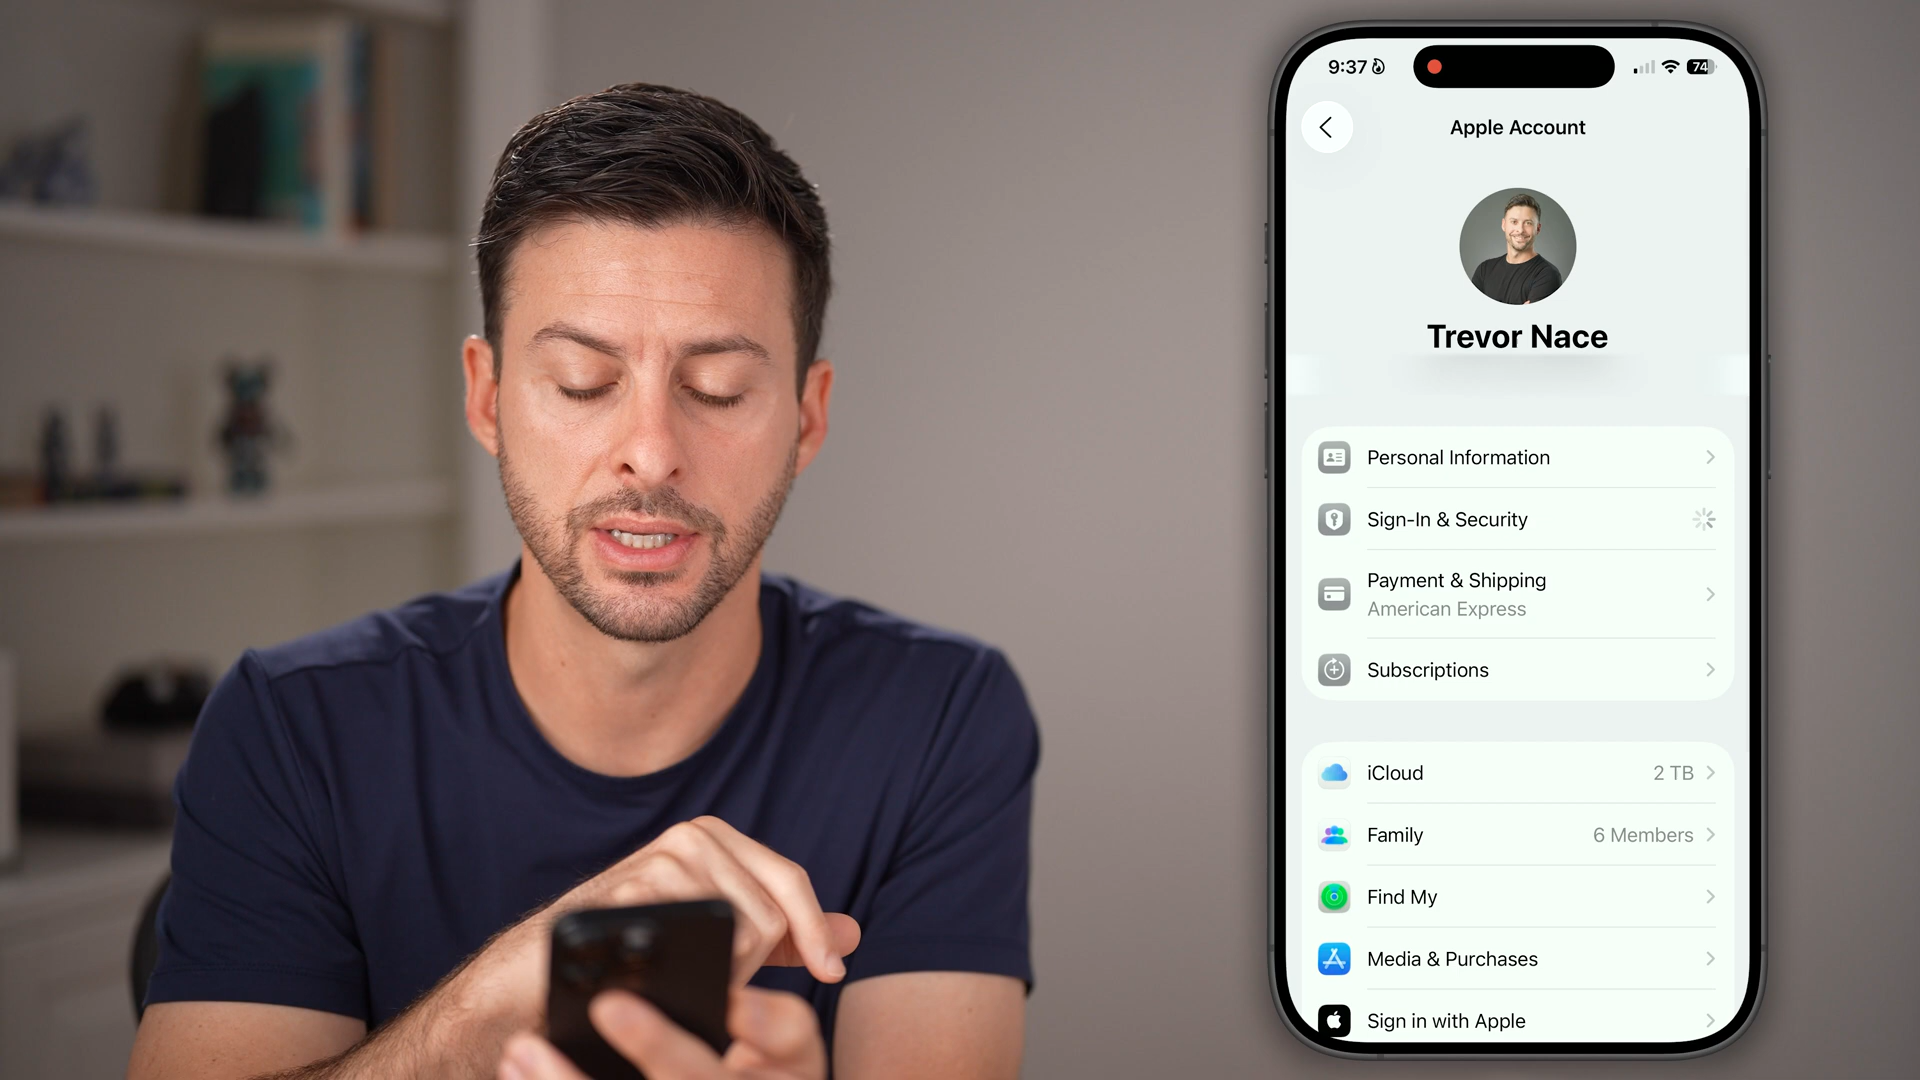 9:37
74
Apple Account
Trevor Nace
Personal Information
Sign-In & Security
Payment & Shipping
American Express
Subscriptions
iCloud 2 TB
Family 6 Members
Find My
Media & Purchases
Sign in with Apple